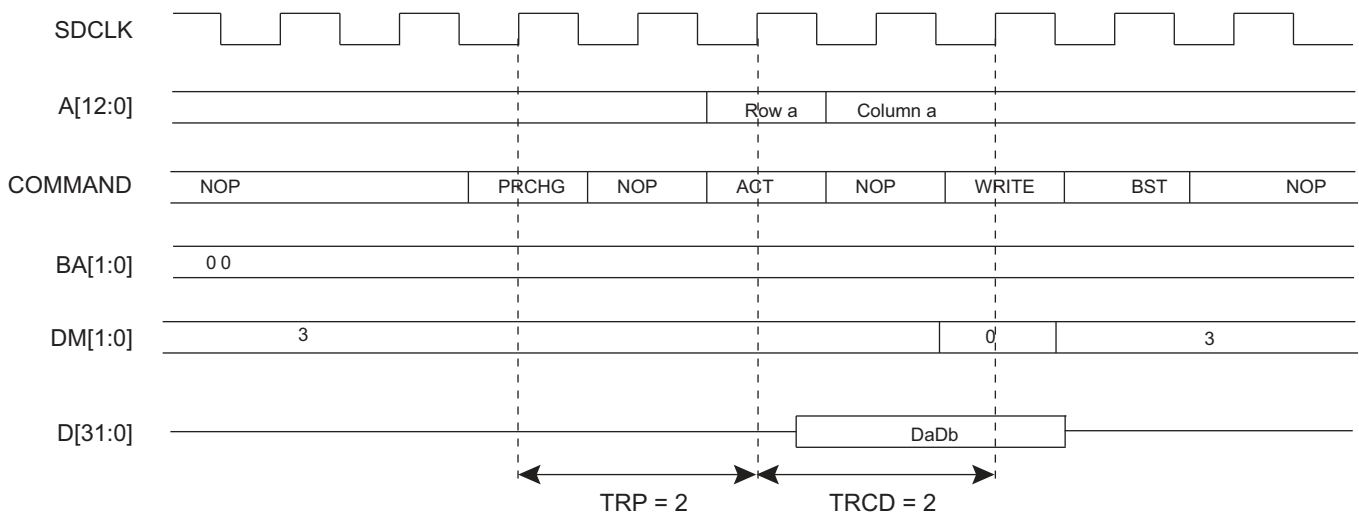 SDCLK
A[12:0] Row a Column a
COMMAND NOP PRCHG NOP ACT NOP WRITE BST NOP
BA[1:0] 0 0
DM[1:0] 3 0 3
D[31:0] DaDb
TRP = 2 TRCD = 2